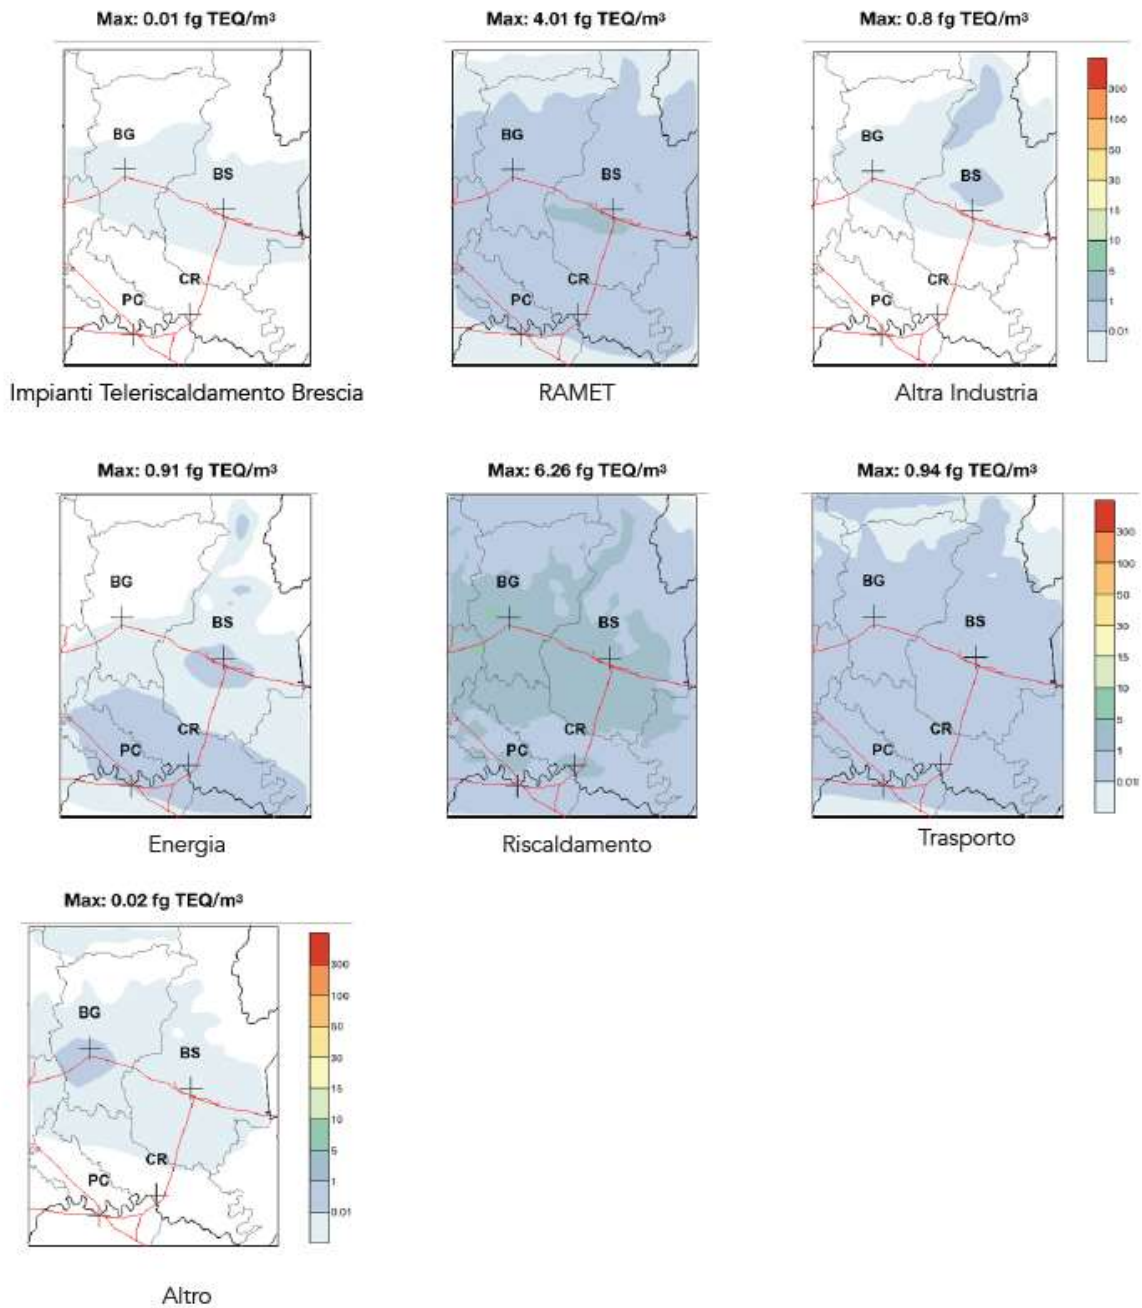 Max: 0.01 fg TEQ/m³
Max: 4.01 fg TEQ/m³
Max: 0.8 fg TEQ/m³
BG
BS
CR
PC
BG
BS
CR
PC
BG
BS
CR
PC
300
100
50
30
15
10
5
1
0.01
Impianti Teleriscaldamento Brescia
RAMET
Altra Industria
Max: 0.91 fg TEQ/m³
Max: 6.26 fg TEQ/m³
Max: 0.94 fg TEQ/m³
BG
BS
CR
PC
BG
BS
CR
PC
BG
BS
CR
PC
300
100
50
30
15
10
5
1
0.01
Energia
Riscaldamento
Trasporto
Max: 0.02 fg TEQ/m³
BG
BS
CR
PC
300
100
50
30
15
10
5
1
0.01
Altro